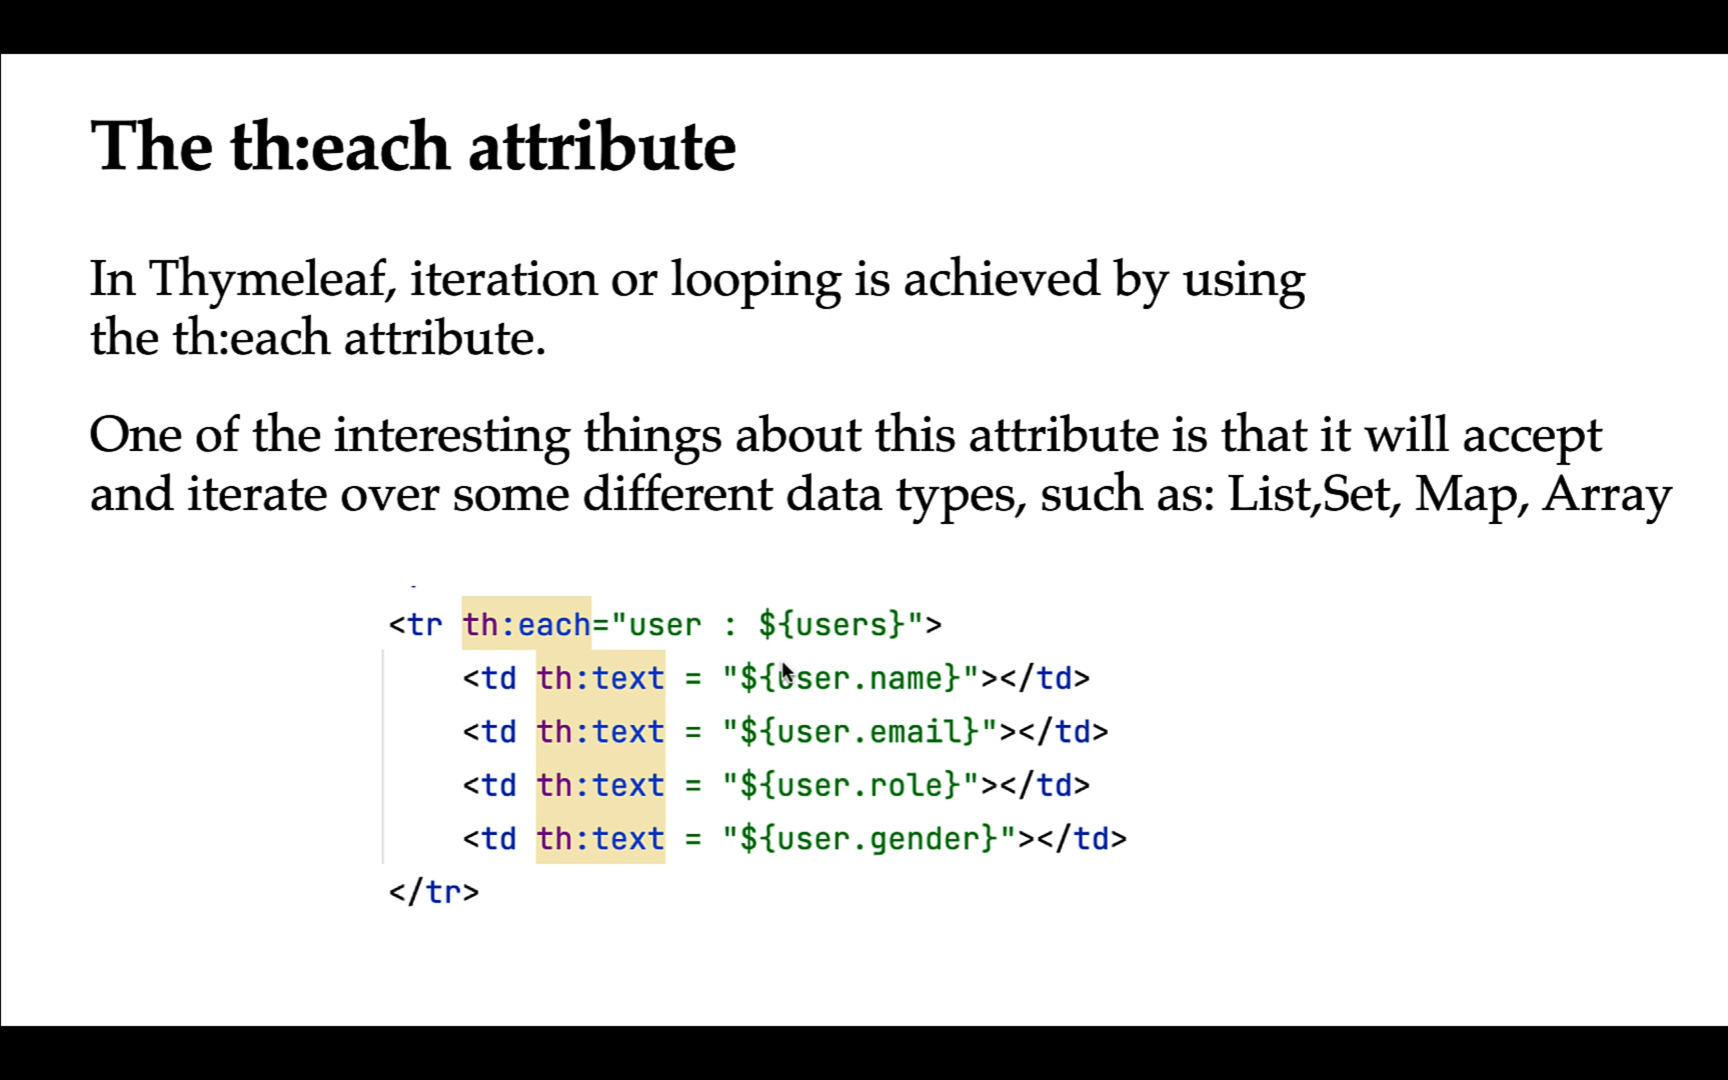 The th:each attribute
In Thymeleaf, iteration or looping is achieved by using
the th:each attribute.
One of the interesting things about this attribute is that it will accept
and iterate over some different data types, such as: List,Set, Map, Array
<tr th:each="user : ${users}">
<td th:text = "${user.name}"></td>
<td th:text = "${user.email}"></td>
<td th:text = "${user.role}"></td>
<td th:text = "${user.gender}"></td>
</tr>